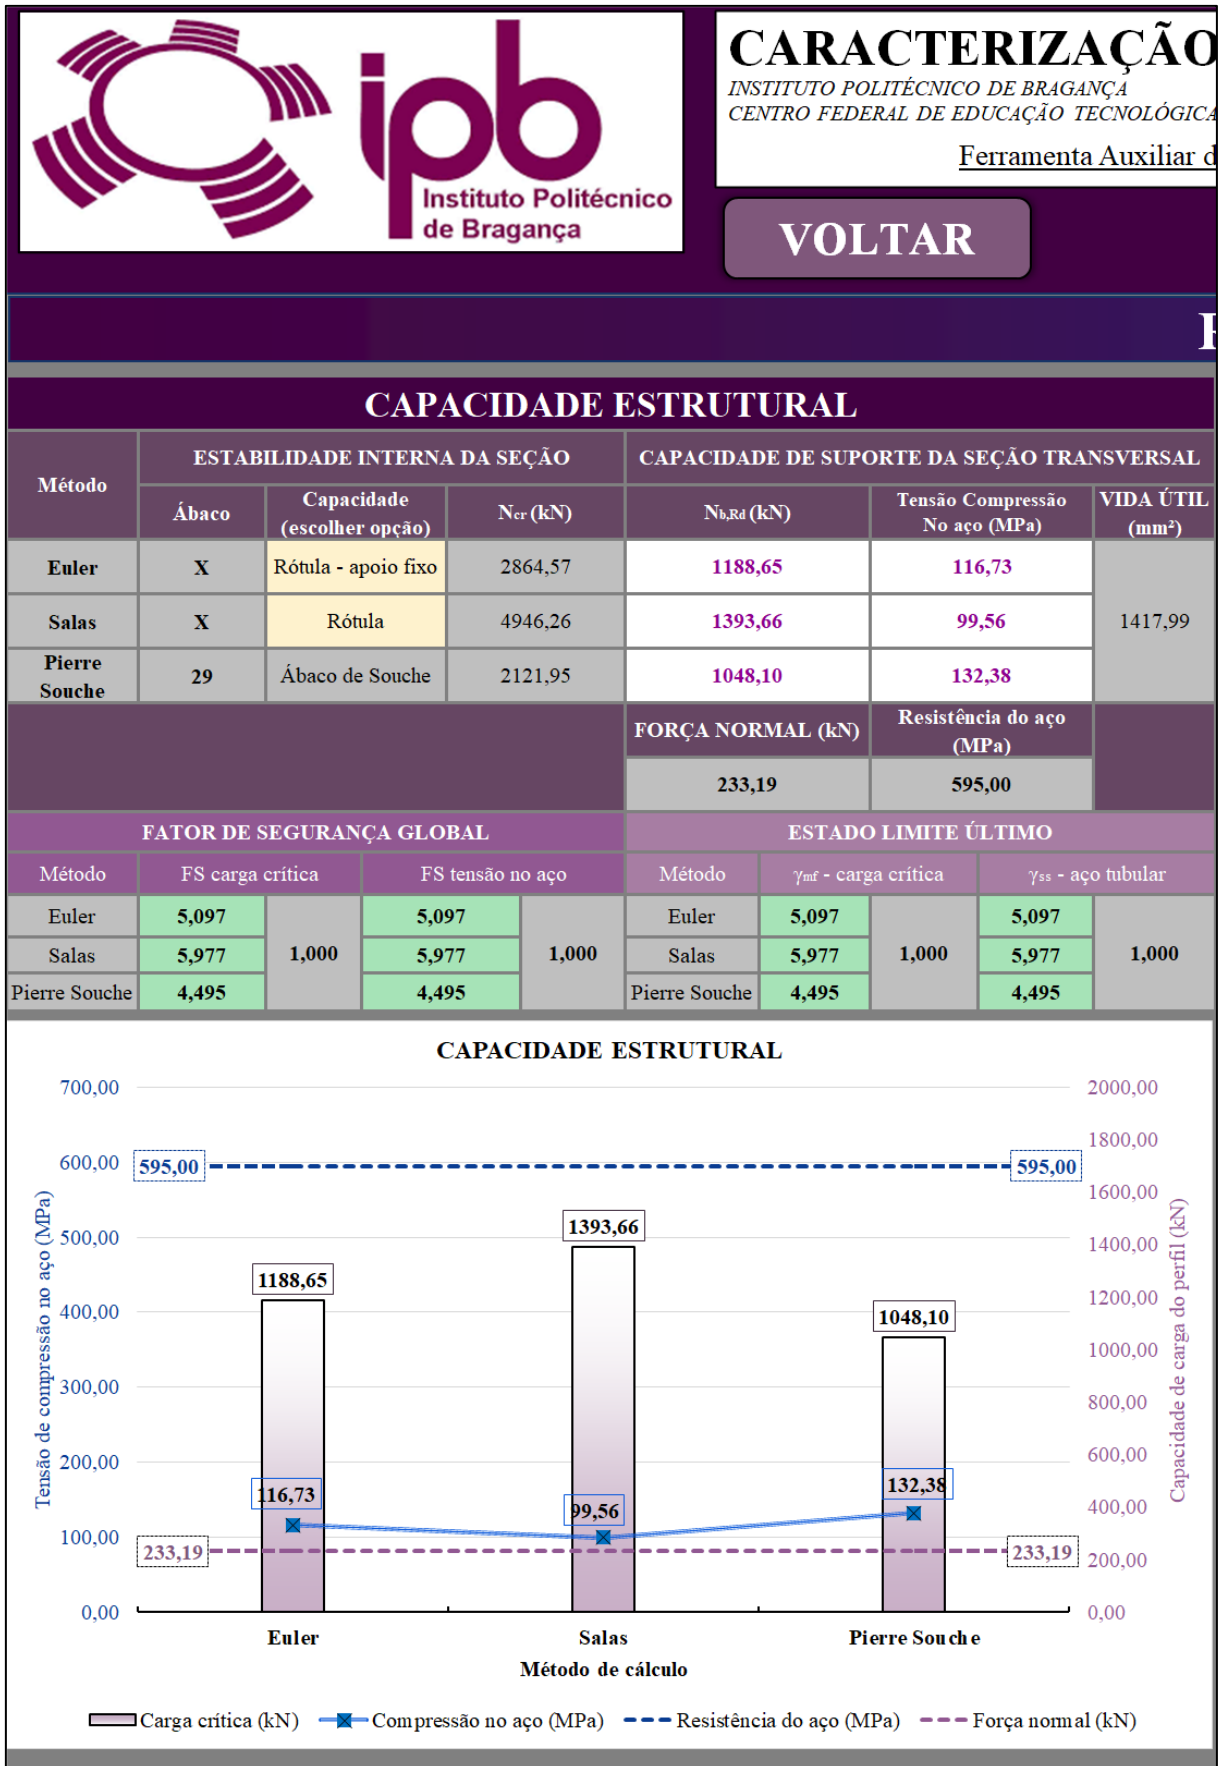 ipb
Instituto Politécnico
de Bragança
CARACTERIZAÇÃO
INSTITUTO POLITÉCNICO DE BRAGANÇA
CENTRO FEDERAL DE EDUCAÇÃO TECNOLÓGICA
Ferramenta Auxiliar d
VOLTAR
CAPACIDADE ESTRUTURAL
Método
ESTABILIDADE INTERNA DA SEÇÃO
CAPACIDADE DE SUPORTE DA SEÇÃO TRANSVERSAL
Ábaco
Capacidade
(escolher opção)
Ncr (kN)
Nb,Rd (kN)
Tensão Compressão
No aço (MPa)
VIDA ÚTIL
(mm²)
Euler X Rótula - apoio fixo 2864,57 1188,65 116,73
Salas X Rótula 4946,26 1393,66 99,56 1417,99
Pierre
Souche
29 Ábaco de Souche 2121,95 1048,10 132,38
FORÇA NORMAL (kN)
Resistência do aço
(MPa)
233,19 595,00
FATOR DE SEGURANÇA GLOBAL ESTADO LIMITE ÚLTIMO
Método FS carga crítica FS tensão no aço Método γmf - carga crítica γss - aço tubular
Euler 5,097 5,097 Euler 5,097 5,097
Salas 5,977 1,000 5,977 1,000 Salas 5,977 1,000 5,977 1,000
Pierre Souche 4,495 4,495 Pierre Souche 4,495 4,495
CAPACIDADE ESTRUTURAL
Tensão de compressão no aço (MPa)
700,00
600,00
500,00
400,00
300,00
200,00
100,00
0,00
595,00 595,00
1188,65
1393,66
1048,10
116,73
99,56
132,38
233,19 233,19
2000,00
1800,00
1600,00
1400,00
1200,00
1000,00
800,00
600,00
400,00
200,00
0,00
Capacidade de carga do perfil (kN)
Euler Salas Pierre Souche
Método de cálculo
Carga crítica (kN) Compressão no aço (MPa) Resistência do aço (MPa) Força normal (kN)